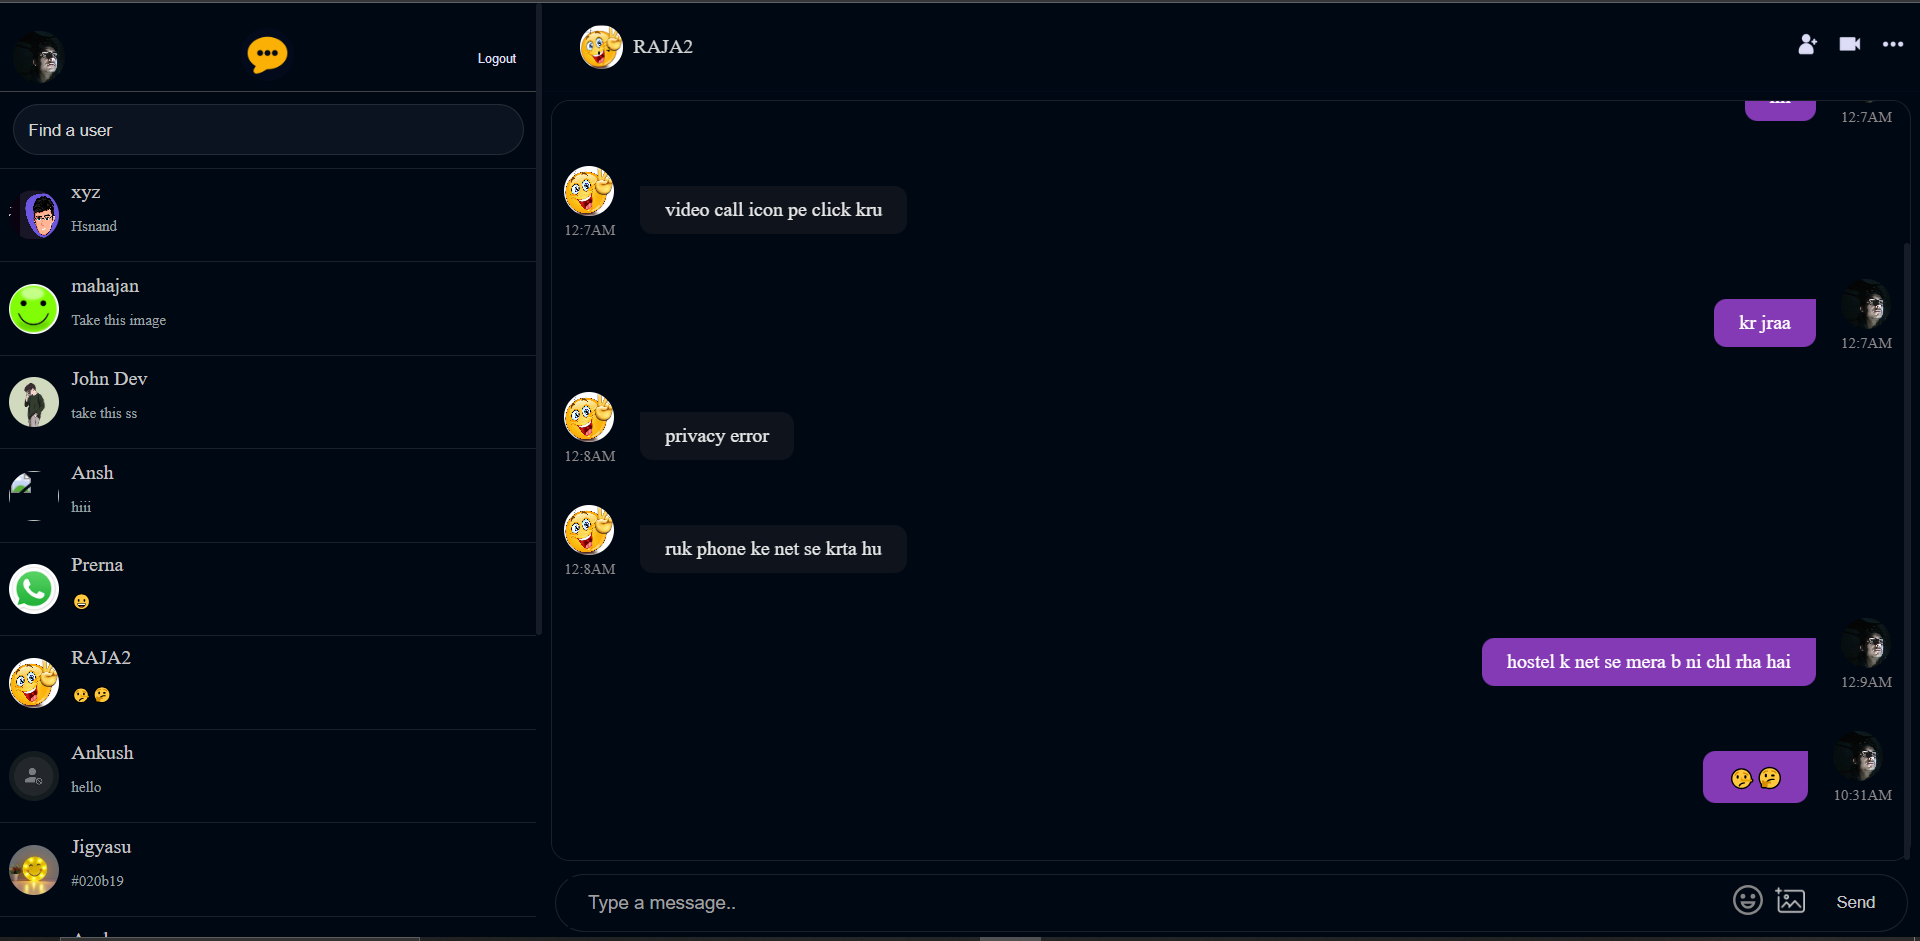 Logout
Find a user
xyz
Hsnand
mahajan
Take this image
John Dev
take this ss
Ansh
hiii
Prerna
😀
RAJA2
🤔🤔
Ankush
hello
Jigyasu
#020b19
RAJA2
12:7AM
video call icon pe click kru
12:7AM
kr jraa
12:7AM
privacy error
12:8AM
ruk phone ke net se krta hu
12:8AM
hostel k net se mera b ni chl rha hai
12:9AM
🤔🤔
10:31AM
Type a message..
Send